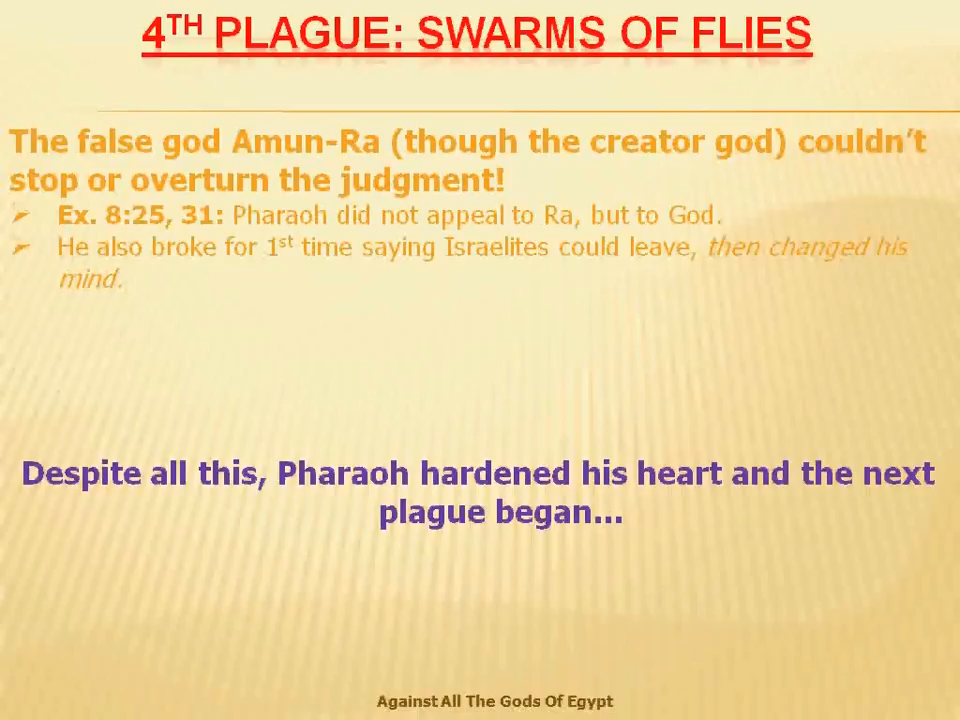 4TH PLAGUE: SWARMS OF FLIES
The false god Amun-Ra (though the creator god) couldn’t
stop or overturn the judgment!
➢ Ex. 8:25, 31: Pharaoh did not appeal to Ra, but to God.
➢ He also broke for 1st time saying Israelites could leave, then changed his
mind.
Despite all this, Pharaoh hardened his heart and the next
plague began…
Against All The Gods Of Egypt